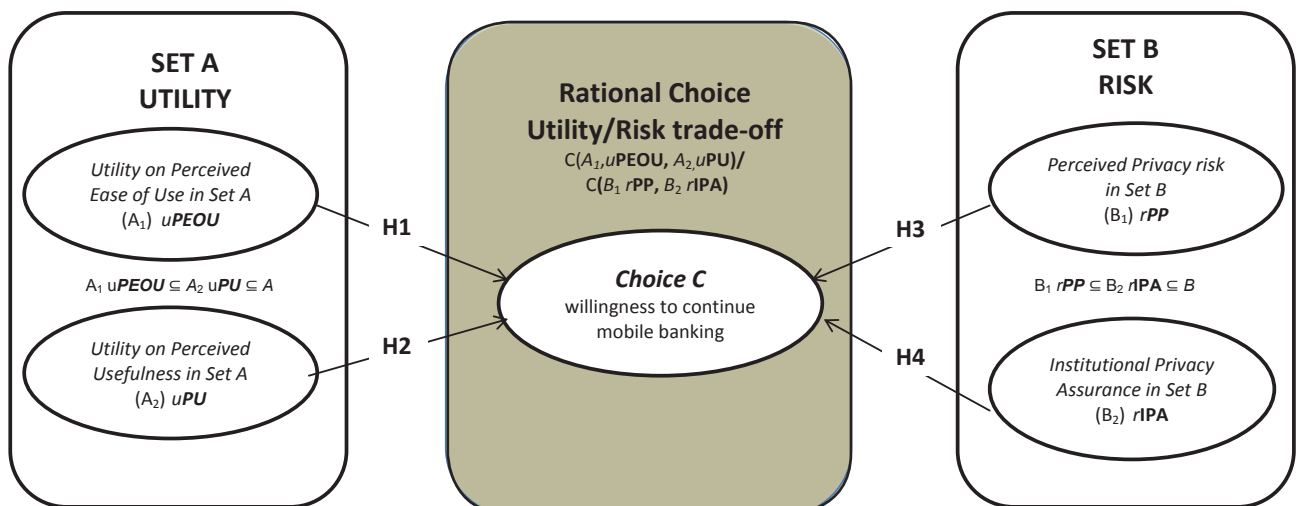 SET A
UTILITY
Utility on Perceived
Ease of Use in Set A
(A₁) uPEOU
A₁ uPEOU ⊆ A₂ uPU ⊆ A
Utility on Perceived
Usefulness in Set A
(A₂) uPU
H1
H2
Rational Choice
Utility/Risk trade-off
C(A₁,uPEOU, A₂,uPU)/
C(B₁ rPP, B₂ rIPA)
Choice C
willingness to continue
mobile banking
H3
H4
SET B
RISK
Perceived Privacy risk
in Set B
(B₁) rPP
B₁ rPP ⊆ B₂ rIPA ⊆ B
Institutional Privacy
Assurance in Set B
(B₂) rIPA